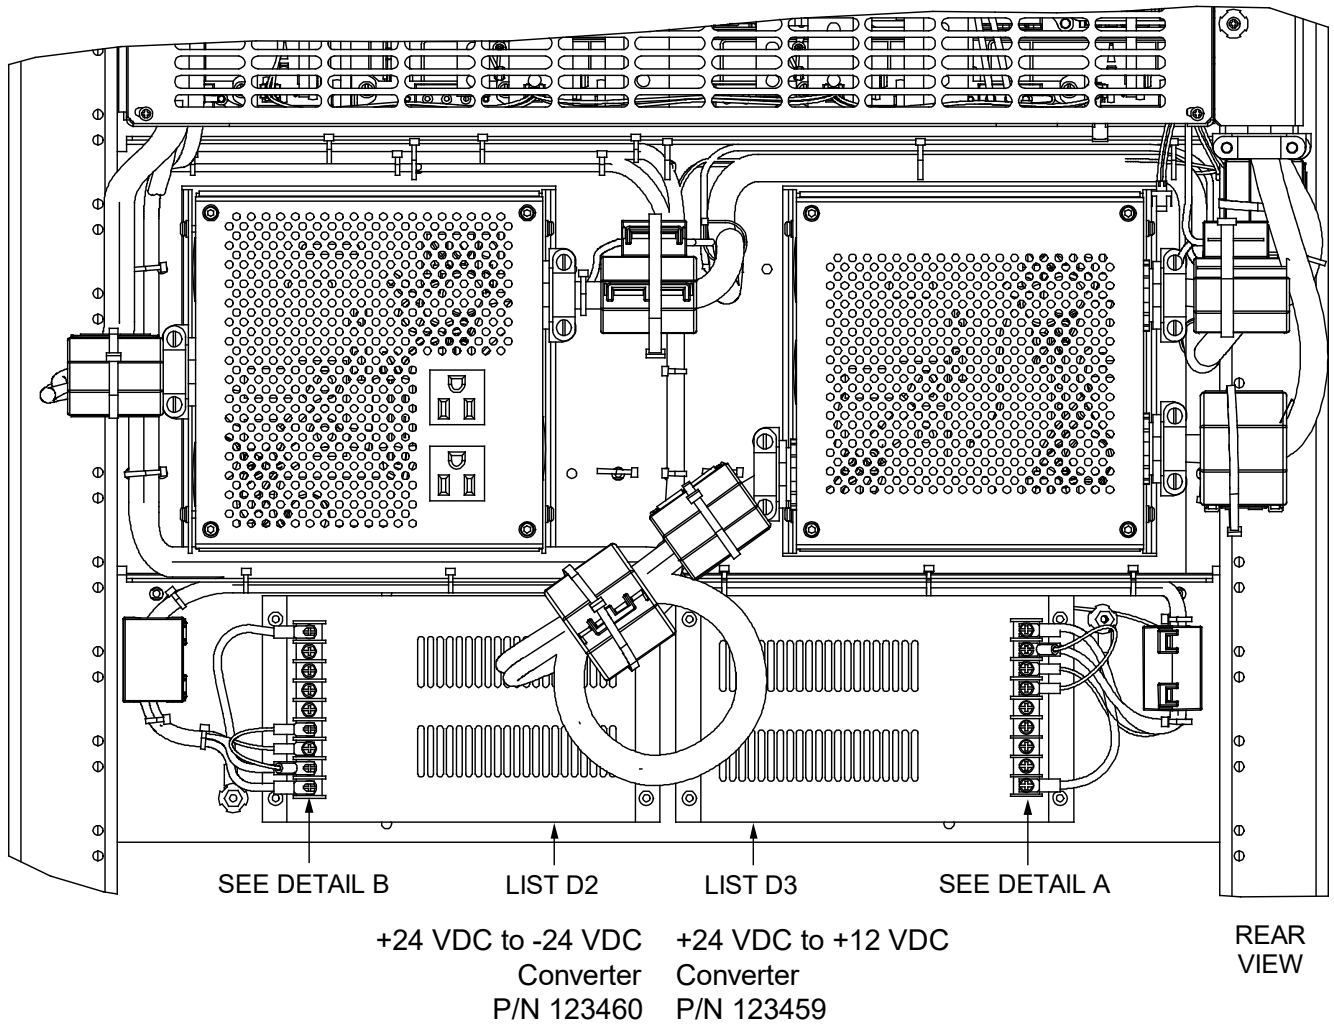 SEE DETAIL B
LIST D2
LIST D3
SEE DETAIL A
+24 VDC to -24 VDC
Converter
P/N 123460
+24 VDC to +12 VDC
Converter
P/N 123459
REAR
VIEW